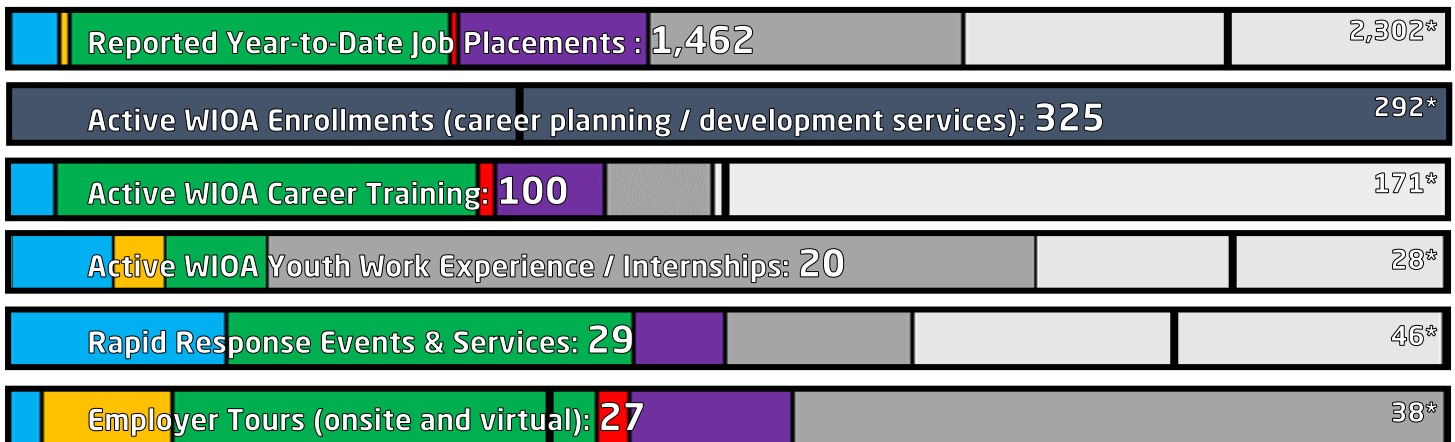 Reported Year-to-Date Job Placements : 1,462 2,302*
Active WIOA Enrollments (career planning / development services): 325 292*
Active WIOA Career Training: 100 171*
Active WIOA Youth Work Experience / Internships: 20 28*
Rapid Response Events & Services: 29 46*
Employer Tours (onsite and virtual): 27 38*